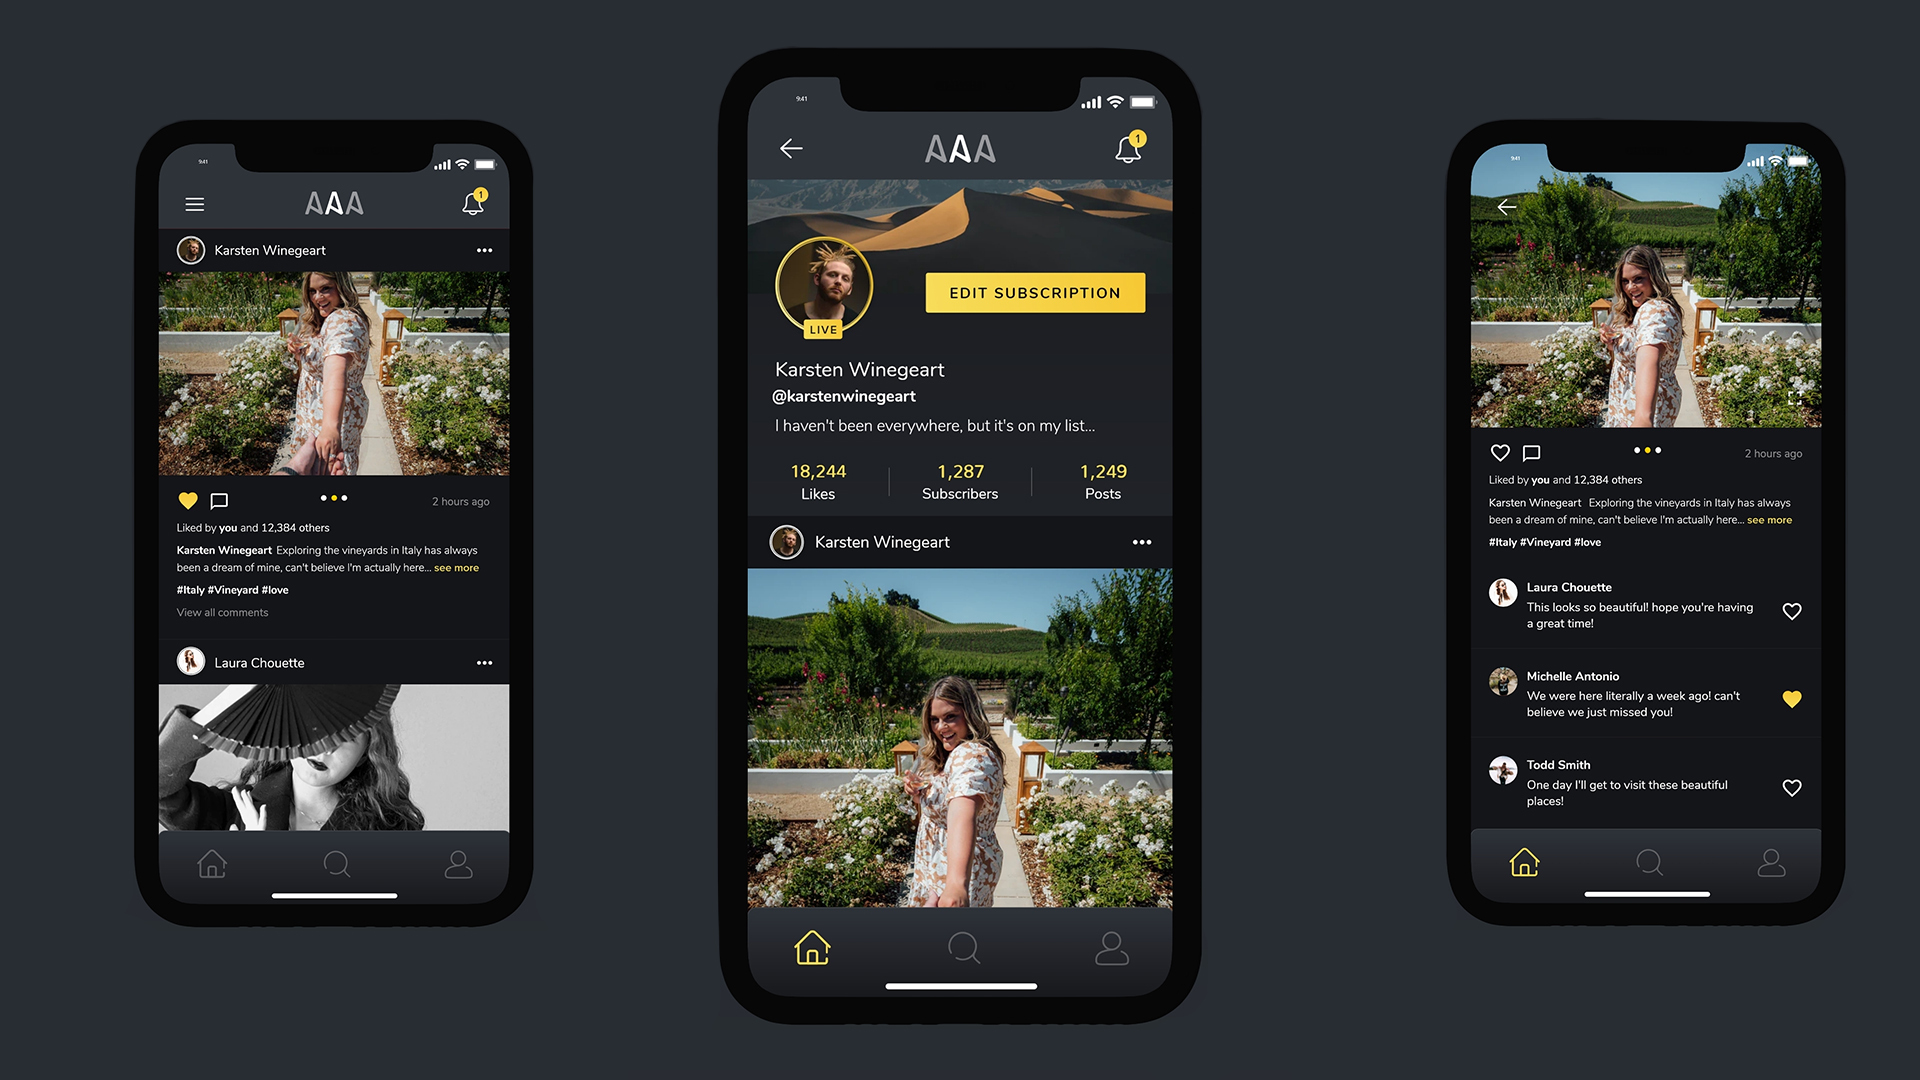 9:41
AAA
1
Karsten Winegeart
2 hours ago
Liked by you and 12,384 others
Karsten Winegeart Exploring the vineyards in Italy has always
been a dream of mine, can't believe I'm actually here... see more
#Italy #Vineyard #love
View all comments
Laura Chouette
9:41
AAA
1
EDIT SUBSCRIPTION
LIVE
Karsten Winegeart
@karstenwinegeart
I haven't been everywhere, but it's on my list...
18,244 1,287 1,249
Likes Subscribers Posts
Karsten Winegeart
9:41
2 hours ago
Liked by you and 12,384 others
Karsten Winegeart Exploring the vineyards in Italy has always
been a dream of mine, can't believe I'm actually here... see more
#Italy #Vineyard #love
Laura Chouette
This looks so beautiful! hope you're having
a great time!
Michelle Antonio
We were here literally a week ago! can't
believe we just missed you!
Todd Smith
One day I'll get to visit these beautiful
places!